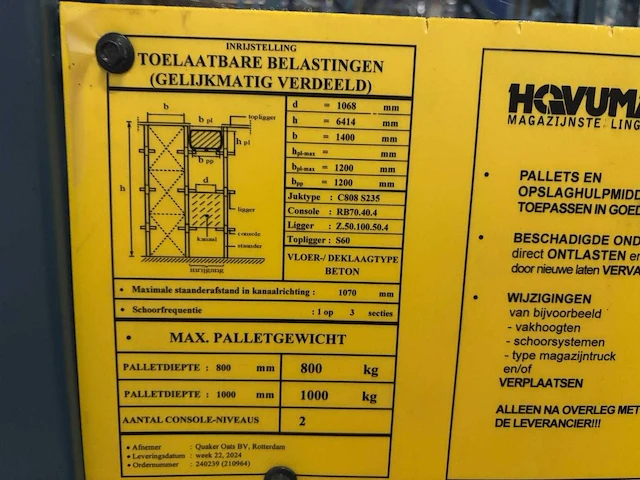 INRIJSTELLING
TOELAATBARE BELASTINGEN
(GELIJKMATIG VERDEELD)
b
b pl
topligger
h pl
b pp
h
d
ligger
kanaal
console
staander
inrijging
d = 1068 mm
h = 6414 mm
b = 1400 mm
hpl-max = mm
bpl-max = 1200 mm
bpp = 1200 mm
Juktype : C808 S235
Console : RB70.40.4
Ligger : Z.50.100.50.4
Topligger : S60
VLOER-/ DEKLAAGTYPE
BETON
• Maximale staanderafstand in kanaalrichting : 1070 mm
• Schoorfrequentie : 1 op 3 secties
• MAX. PALLETGEWICHT
PALLETDIEPTE : 800 mm 800 kg
PALLETDIEPTE : 1000 mm 1000 kg
AANTAL CONSOLE-NIVEAUS 2
• Afnemer : Quaker Oats BV, Rotterdam
• Leveringsdatum : week 22, 2024
• Ordernummer : 240239 (210964)
HOVUMA
MAGAZIJNSTELLING
• PALLETS EN
OPSLAGHULPMIDD
TOEPASSEN IN GOED
• BESCHADIGDE OND
direct ONTLASTEN en
door nieuwe laten VERVA
• WIJZIGINGEN
van bijvoorbeeld
- vakhoogten
- schoorsystemen
- type magazijntruck
en/of
VERPLAATSEN
ALLEEN NA OVERLEG MET
DE LEVERANCIER!!!